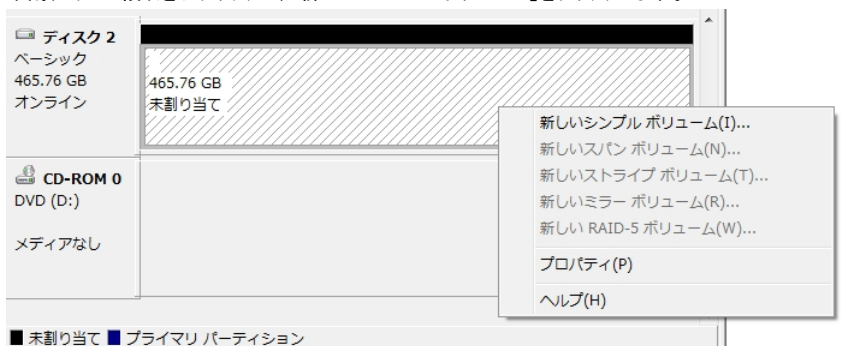 ディスク 2
ベーシック
465.76 GB
オンライン
465.76 GB
未割り当て
新しいシンプル ボリューム(I)...
新しいスパン ボリューム(N)...
新しいストライプ ボリューム(T)...
新しいミラー ボリューム(R)...
新しい RAID-5 ボリューム(W)...
プロパティ(P)
ヘルプ(H)
CD-ROM 0
DVD (D:)
メディアなし
未割り当て プライマリ パーティション